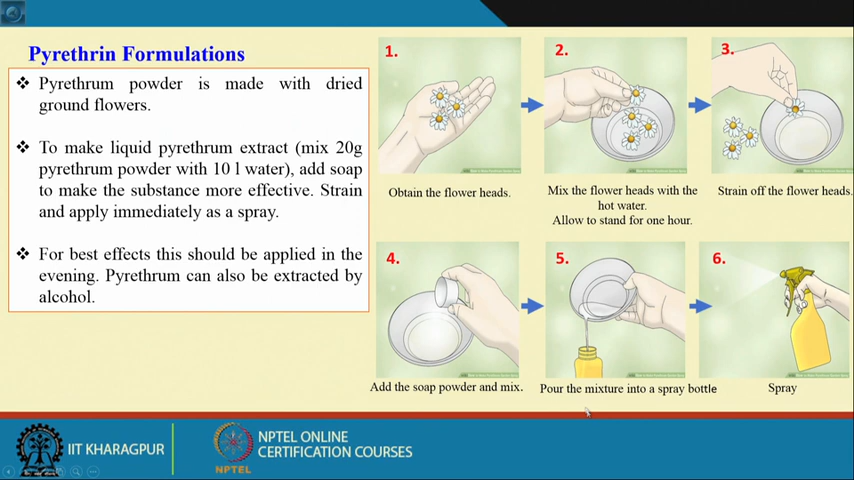 Pyrethrin Formulations
❖ Pyrethrum powder is made with dried
ground flowers.
❖ To make liquid pyrethrum extract (mix 20g
pyrethrum powder with 10 l water), add soap
to make the substance more effective. Strain
and apply immediately as a spray.
❖ For best effects this should be applied in the
evening. Pyrethrum can also be extracted by
alcohol.
1.
Obtain the flower heads.
2.
Mix the flower heads with the
hot water.
Allow to stand for one hour.
3.
Strain off the flower heads.
4.
Add the soap powder and mix.
5.
Pour the mixture into a spray bottle
6.
Spray
IIT KHARAGPUR
NPTEL
NPTEL ONLINE
CERTIFICATION COURSES